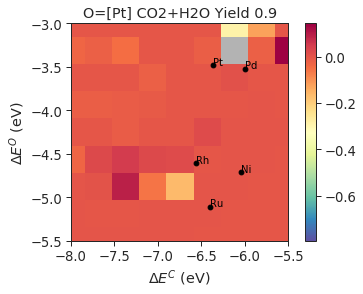 O=[Pt] CO2+H2O Yield 0.9
−3.0
−3.5
−4.0
−4.5
−5.0
−5.5
ΔE^O (eV)
Pt
Pd
Rh
Ni
Ru
−8.0 −7.5 −7.0 −6.5 −6.0 −5.5
ΔE^C (eV)
0.0
−0.2
−0.4
−0.6